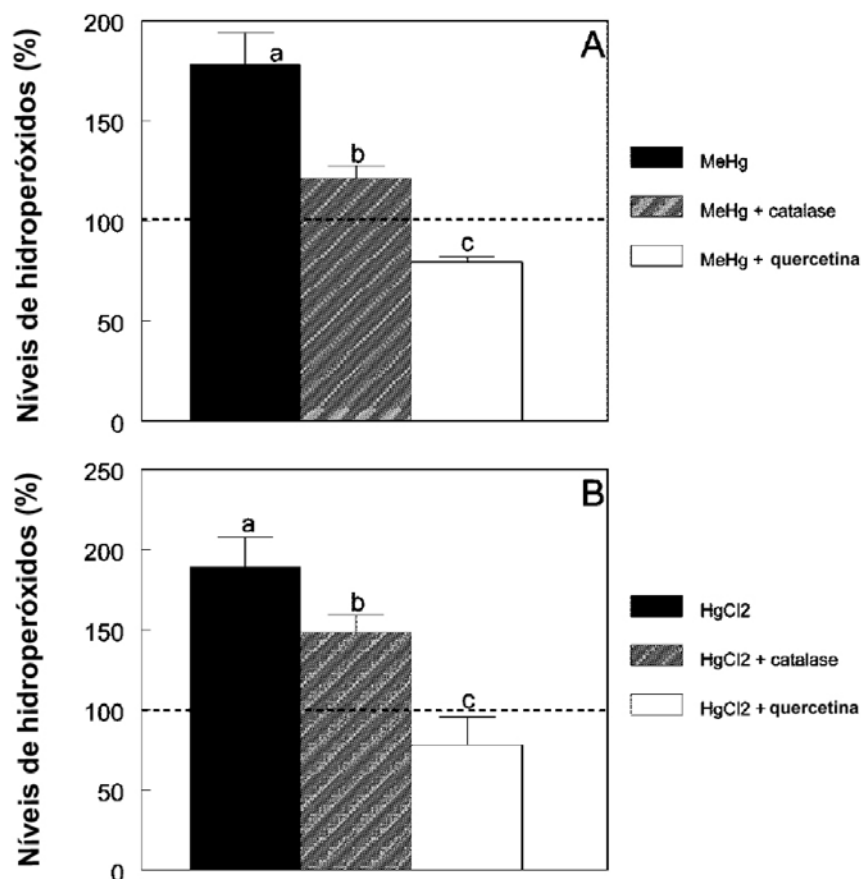 Níveis de hidroperóxidos (%)
200
150
100
50
0
A
a
b
c
MeHg
MeHg + catalase
MeHg + quercetina
Níveis de hidroperóxidos (%)
250
200
150
100
50
0
B
a
b
c
HgCl2
HgCl2 + catalase
HgCl2 + quercetina